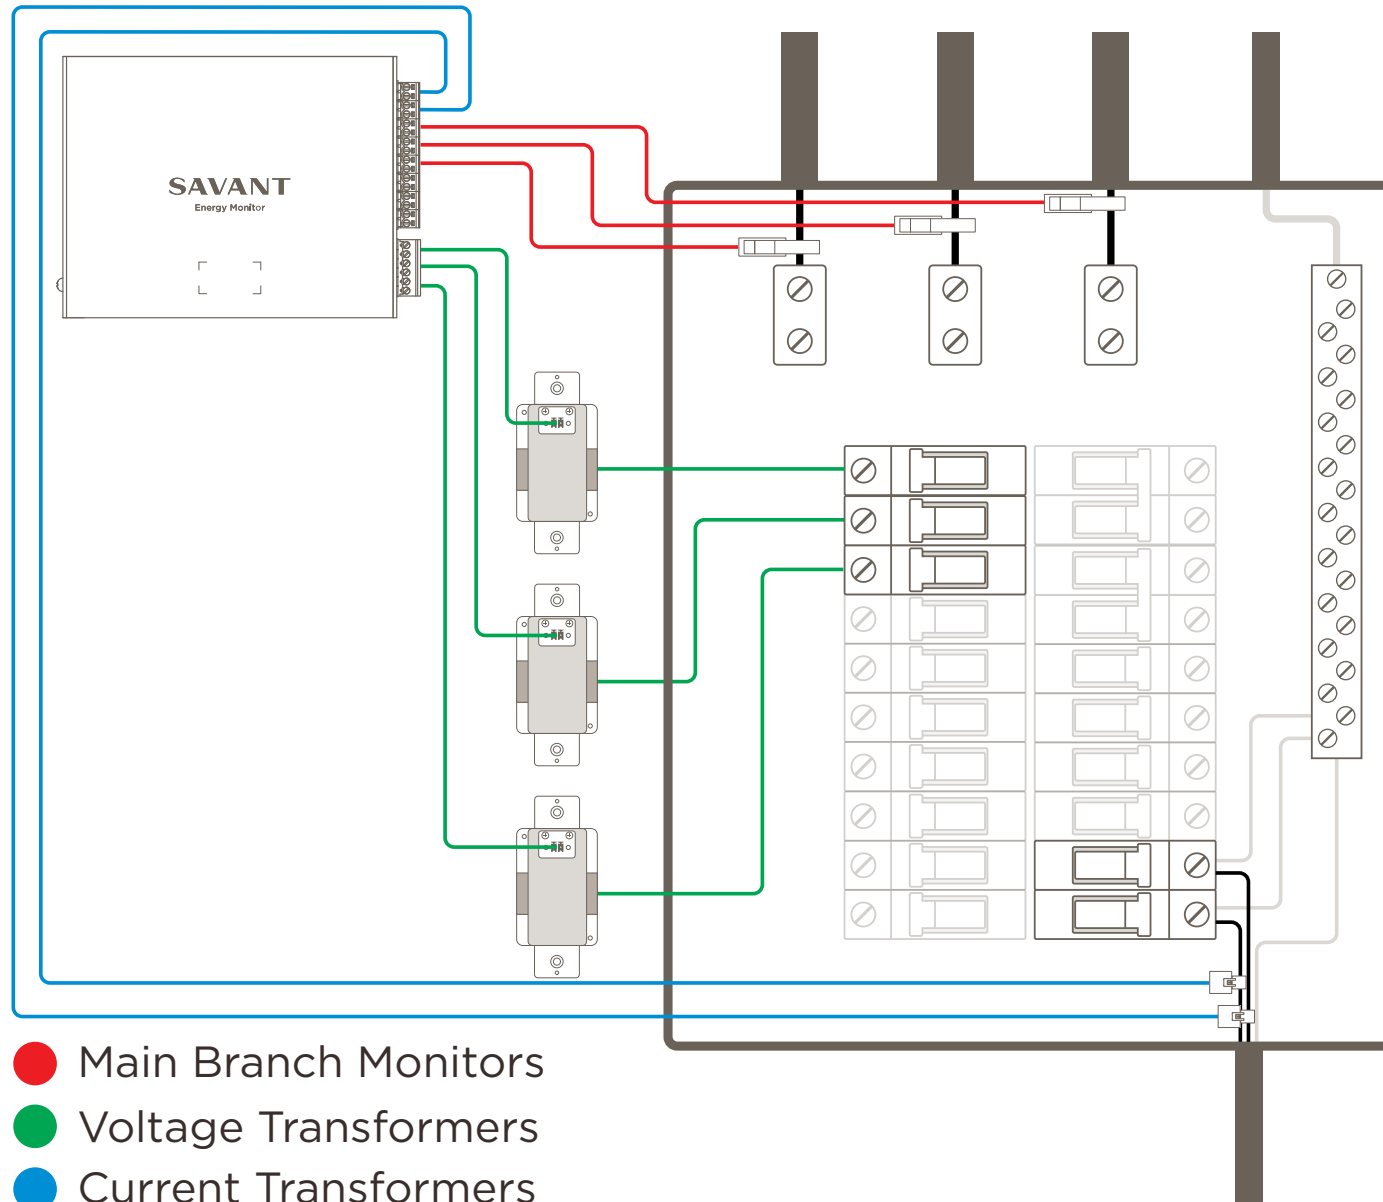 SAVANT
Energy Monitor
Main Branch Monitors
Voltage Transformers
Current Transformers